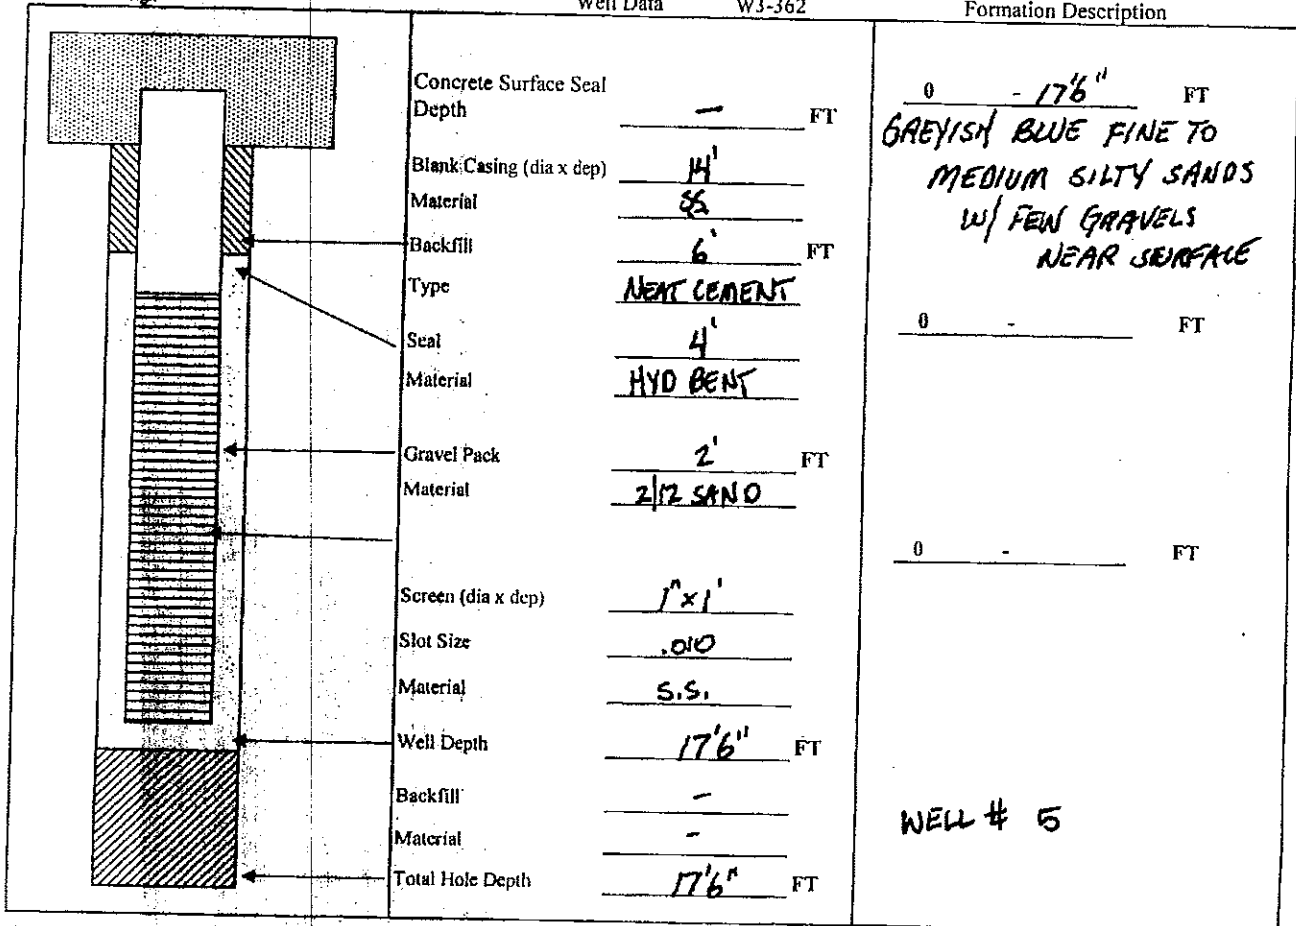 Well Data W3-362 Formation Description
Concrete Surface Seal
Depth — FT
Blank Casing (dia x dep) 14'
Material SS
Backfill 6' FT
Type NEAT CEMENT
Seal 4'
Material HYD BENT
Gravel Pack 2' FT
Material 2/12 SAND
Screen (dia x dep) 1" x 1'
Slot Size .010
Material S.S.
Well Depth 17'6" FT
Backfill -
Material -
Total Hole Depth 17'6" FT
0 - 17'6" FT
GREYISH BLUE FINE TO
MEDIUM SILTY SANDS
W/ FEW GRAVELS
NEAR SURFACE
0 - FT
0 - FT
WELL # 5